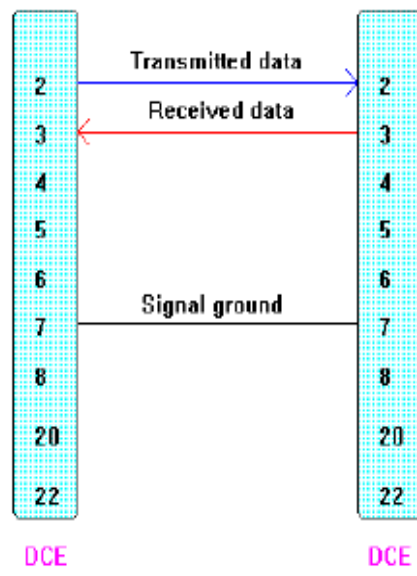 Transmitted data
2 2
Received data
3 3
4 4
5 5
6 6
Signal ground
7 7
8 8
20 20
22 22
DCE DCE